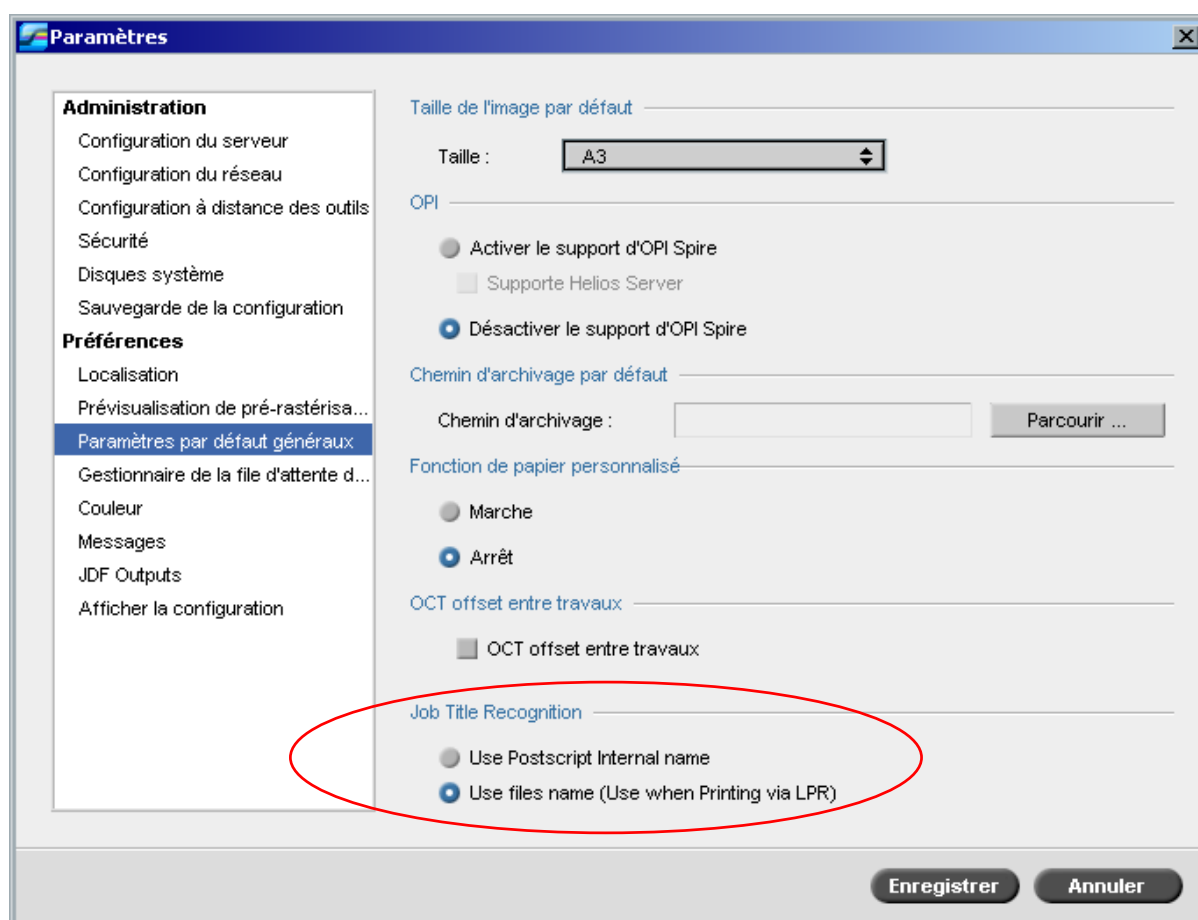 Paramètres
Administration
Configuration du serveur
Configuration du réseau
Configuration à distance des outils
Sécurité
Disques système
Sauvegarde de la configuration
Préférences
Localisation
Prévisualisation de pré-rastérisa...
Paramètres par défaut généraux
Gestionnaire de la file d'attente d...
Couleur
Messages
JDF Outputs
Afficher la configuration
Taille de l'image par défaut
Taille : A3
OPI
Activer le support d'OPI Spire
Supporte Helios Server
Désactiver le support d'OPI Spire
Chemin d'archivage par défaut
Chemin d'archivage : Parcourir ...
Fonction de papier personnalisé
Marche
Arrêt
OCT offset entre travaux
OCT offset entre travaux
Job Title Recognition
Use Postscript Internal name
Use files name (Use when Printing via LPR)
Enregistrer Annuler